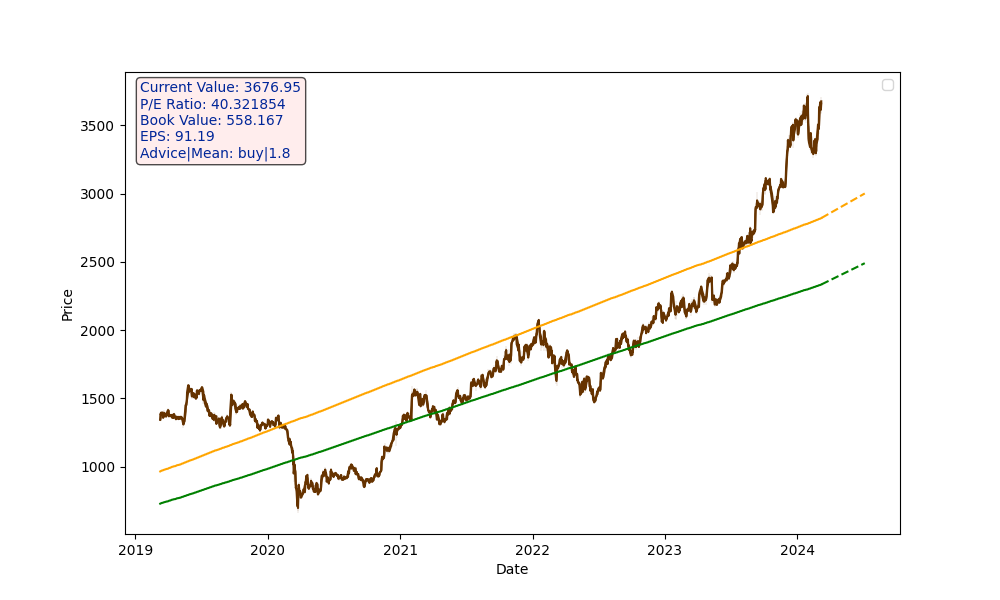 Current Value: 3676.95
P/E Ratio: 40.321854
Book Value: 558.167
EPS: 91.19
Advice|Mean: buy|1.8
3500
3000
2500
2000
1500
1000
Price
2019 2020 2021 2022 2023 2024
Date